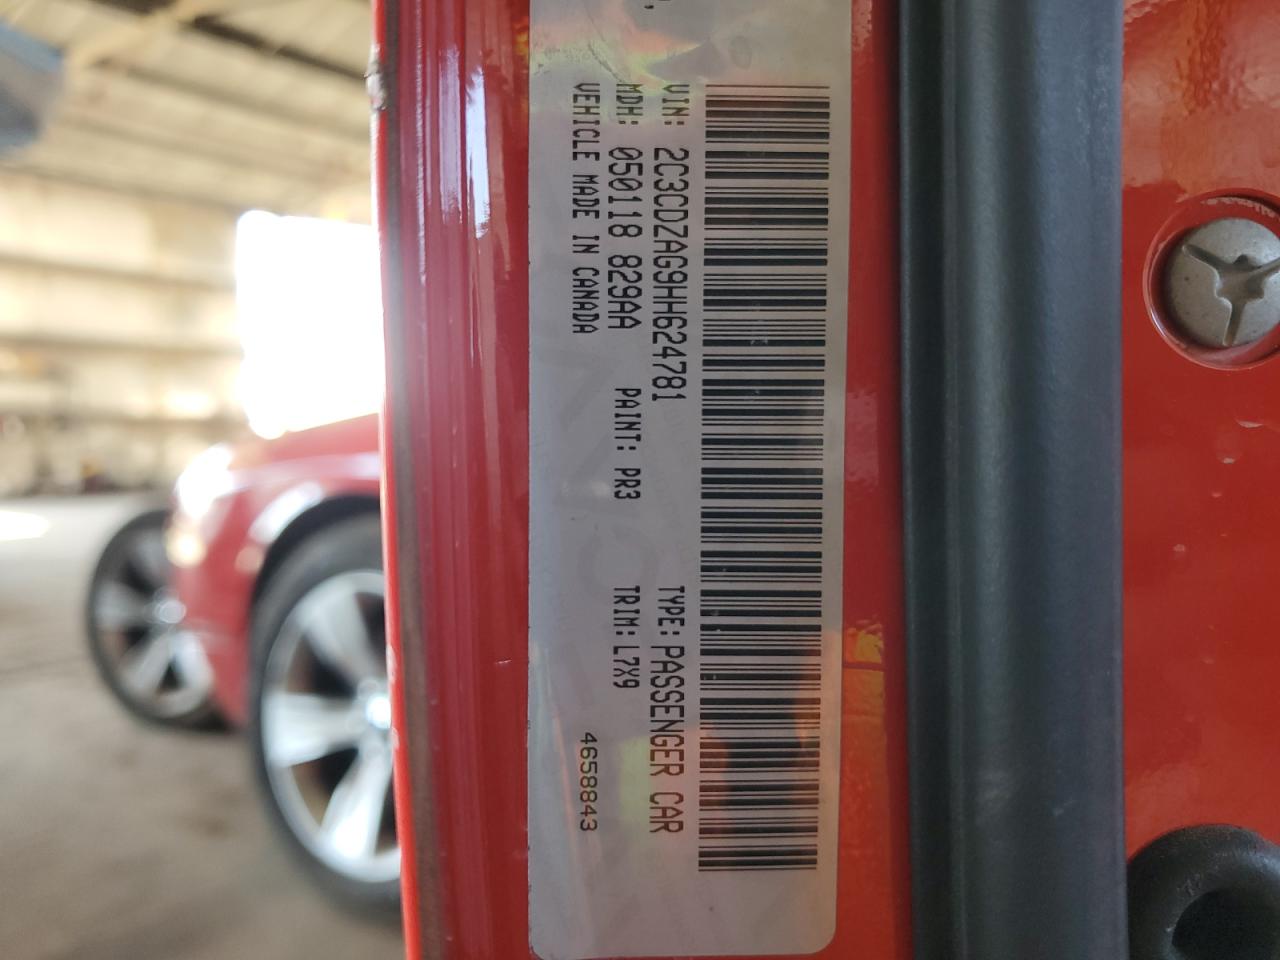 VIN: 2C3CDZAG9HH624781 TYPE: PASSENGER CAR
MDH: 050118 829AA PAINT: PR3 TRIM: L7X9
VEHICLE MADE IN CANADA
4658843